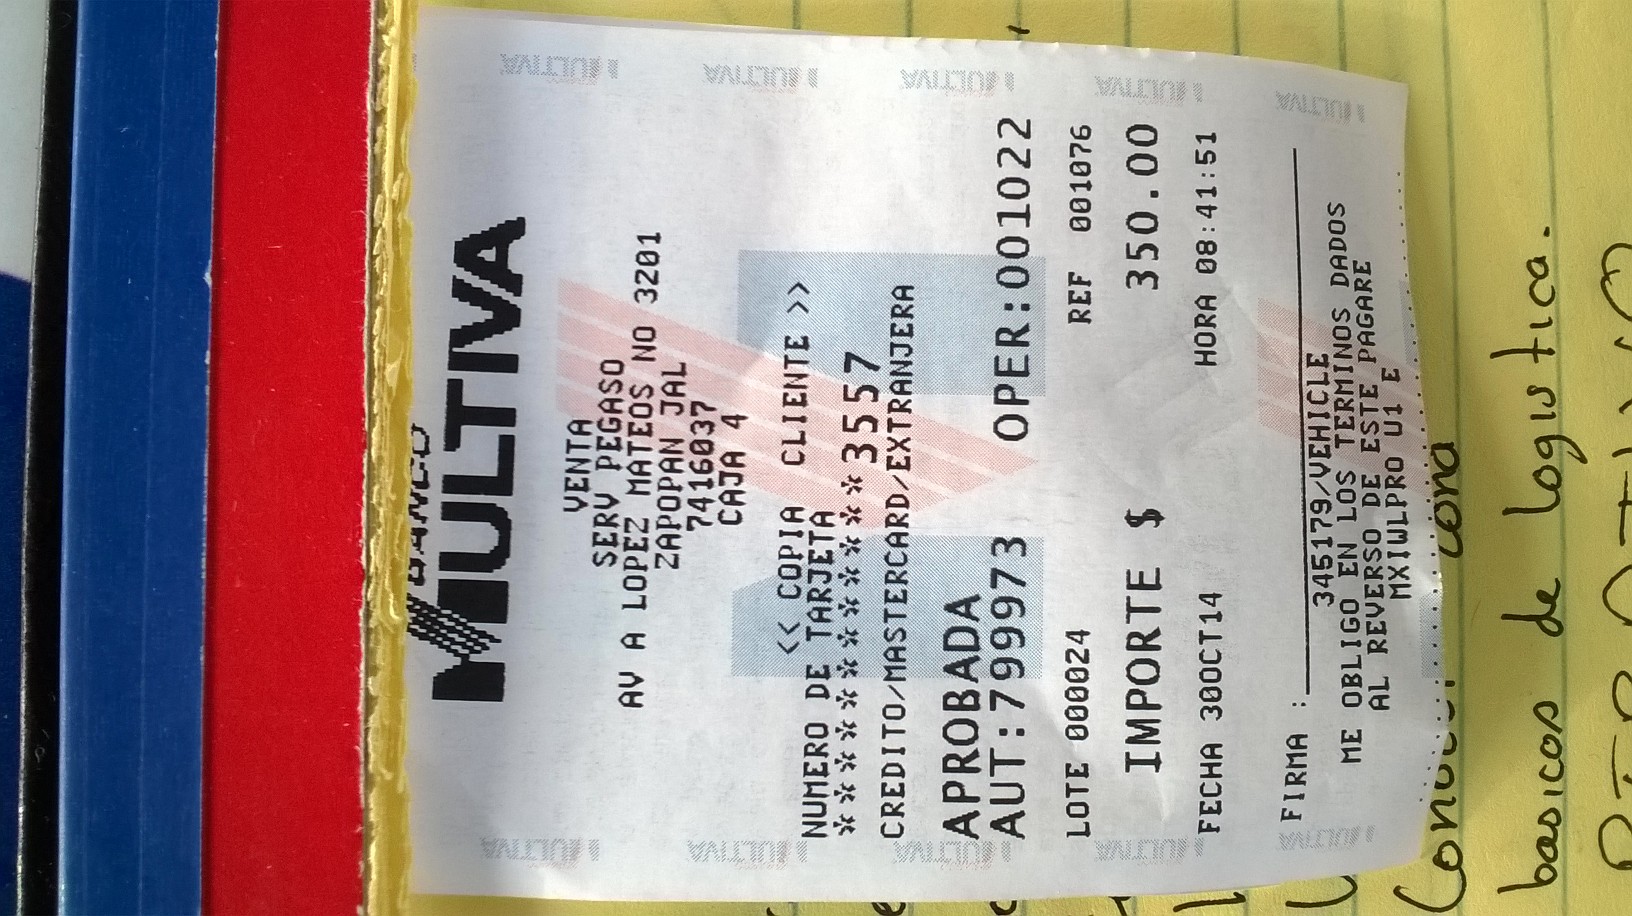 BANCO
MULTIVA
VENTA
SERV PEGASO
AV A LOPEZ MATEOS NO 3201
ZAPOPAN JAL
7416037
CAJA 4
<< COPIA CLIENTE >>
NUMERO DE TARJETA
************3557
CREDITO/MASTERCARD/EXTRANJERA
APROBADA
AUT:799973 OPER:001022
LOTE 000024 REF 001076
IMPORTE $ 350.00
FECHA 30OCT14 HORA 08:41:51
FIRMA :
345179/VEHICLE
ME OBLIGO EN LOS TERMINOS DADOS
AL REVERSO DE ESTE PAGARE
MXIWLPRO U1 E
basicos de logistica.